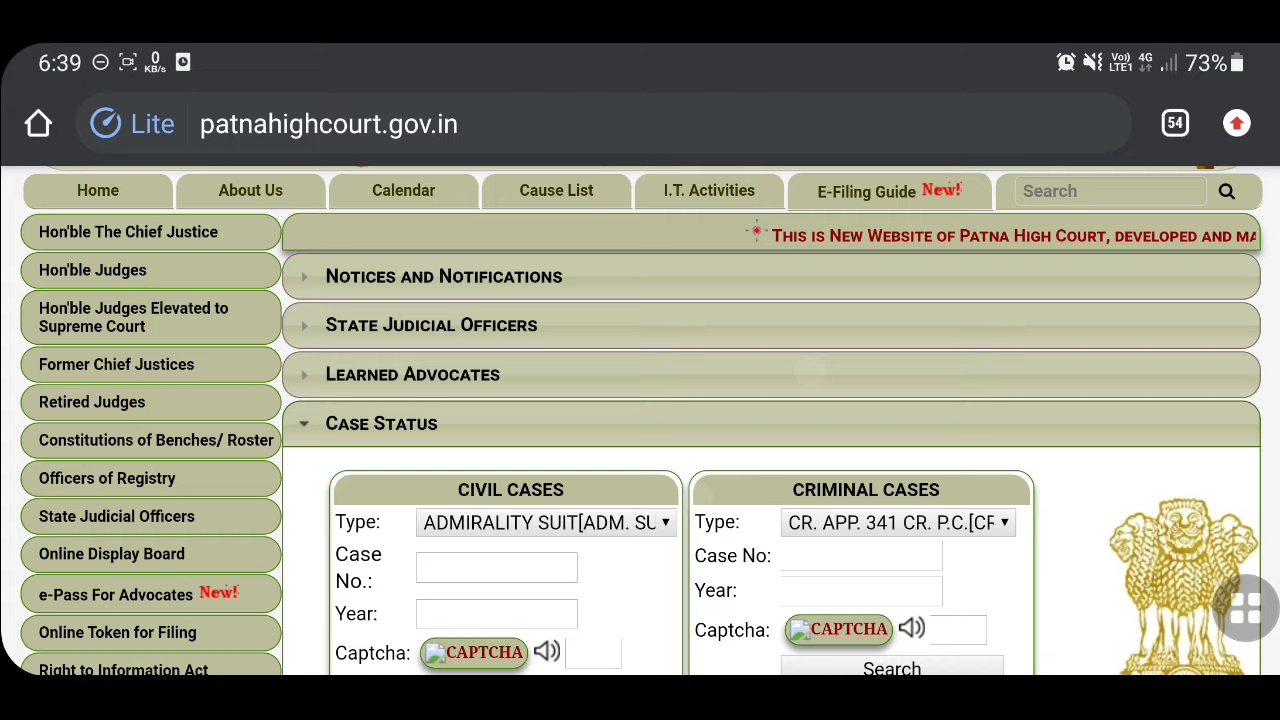 6:39
0
KB/s
Vo))
LTE1
4G
73%
Lite
patnahighcourt.gov.in
54
Home
About Us
Calendar
Cause List
I.T. Activities
E-Filing Guide New!
Search
Hon'ble The Chief Justice
Hon'ble Judges
Hon'ble Judges Elevated to
Supreme Court
Former Chief Justices
Retired Judges
Constitutions of Benches/ Roster
Officers of Registry
State Judicial Officers
Online Display Board
e-Pass For Advocates New!
Online Token for Filing
Right to Information Act
This is New Website of Patna High Court, developed and ma
Notices and Notifications
State Judicial Officers
Learned Advocates
Case Status
CIVIL CASES
Type: ADMIRALITY SUIT[ADM. SU
Case
No.:
Year:
Captcha: CAPTCHA
CRIMINAL CASES
Type: CR. APP. 341 CR. P.C.[CF
Case No:
Year:
Captcha: CAPTCHA
Search